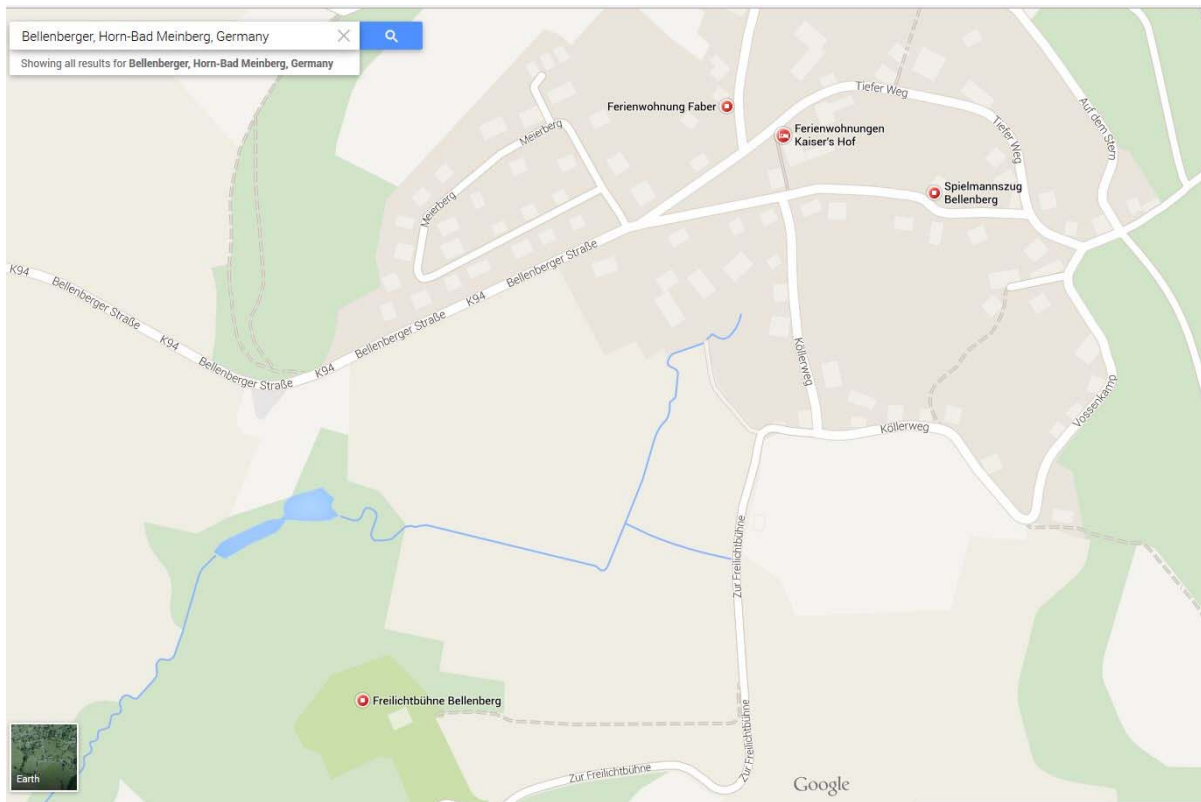 Bellenberger, Horn-Bad Meinberg, Germany
Showing all results for Bellenberger, Horn-Bad Meinberg, Germany
Tiefer Weg
Ferienwohnung Faber
Auf dem Stern
Meierberg
Ferienwohnungen
Kaiser's Hof
Tiefer Weg
Meierberg
Spielmannszug
Bellenberg
Bellenberger Straße
K94
K94
Bellenberger Straße
Bellenberger Straße
K94
Bellenberger Straße
K94
Köllerweg
Vossenkamp
Köllerweg
Zur Freilichtbühne
Freilichtbühne Bellenberg
Zur Freilichtbühne
Zur Freilichtbühne
Earth
Google